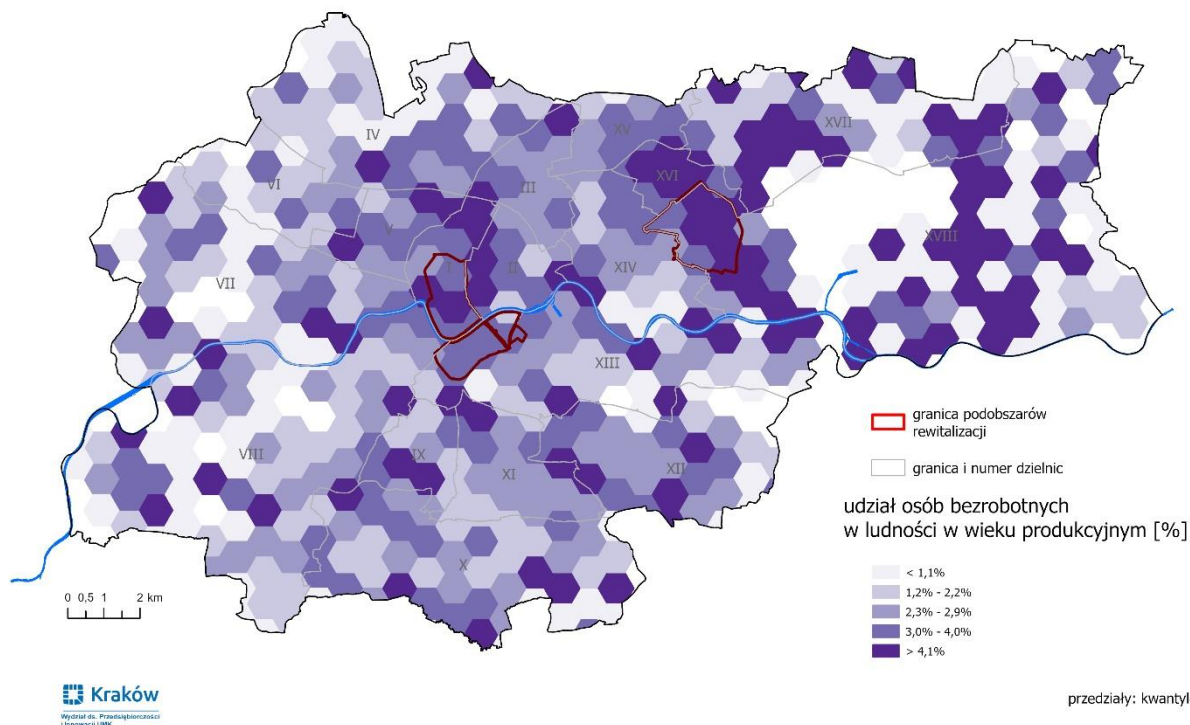 IV
XV
XVII
VI
III
XVI
V
I
II
XIV
XVIII
VII
XIII
VIII
IX
XI
XII
X
granica podobszarów
rewitalizacji
granica i numer dzielnic
udział osób bezrobotnych
w ludności w wieku produkcyjnym [%]
< 1,1%
1,2% - 2,2%
2,3% - 2,9%
3,0% - 4,0%
> 4,1%
0 0,5 1 2 km
Kraków
Wydział ds. Przedsiębiorczości
i Innowacji UMK
przedziały: kwantyl